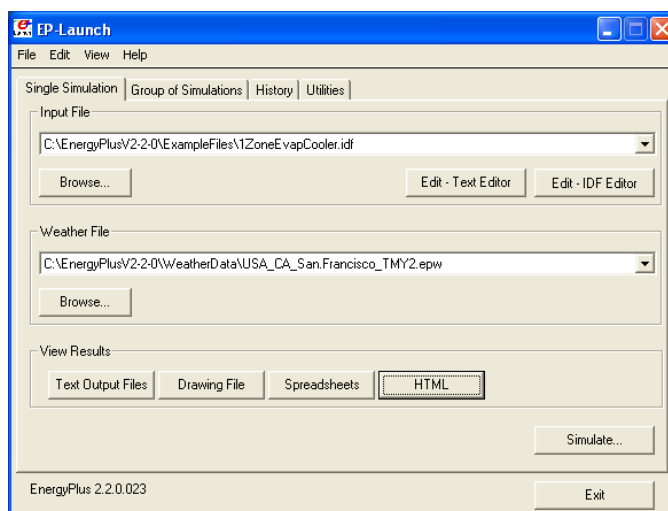 EP-Launch
File Edit View Help
Single Simulation Group of Simulations History Utilities
Input File
C:\EnergyPlusV2-2-0\ExampleFiles\1ZoneEvapCooler.idf
Browse... Edit - Text Editor Edit - IDF Editor
Weather File
C:\EnergyPlusV2-2-0\WeatherData\USA_CA_San.Francisco_TMY2.epw
Browse...
View Results
Text Output Files Drawing File Spreadsheets HTML
Simulate...
EnergyPlus 2.2.0.023 Exit